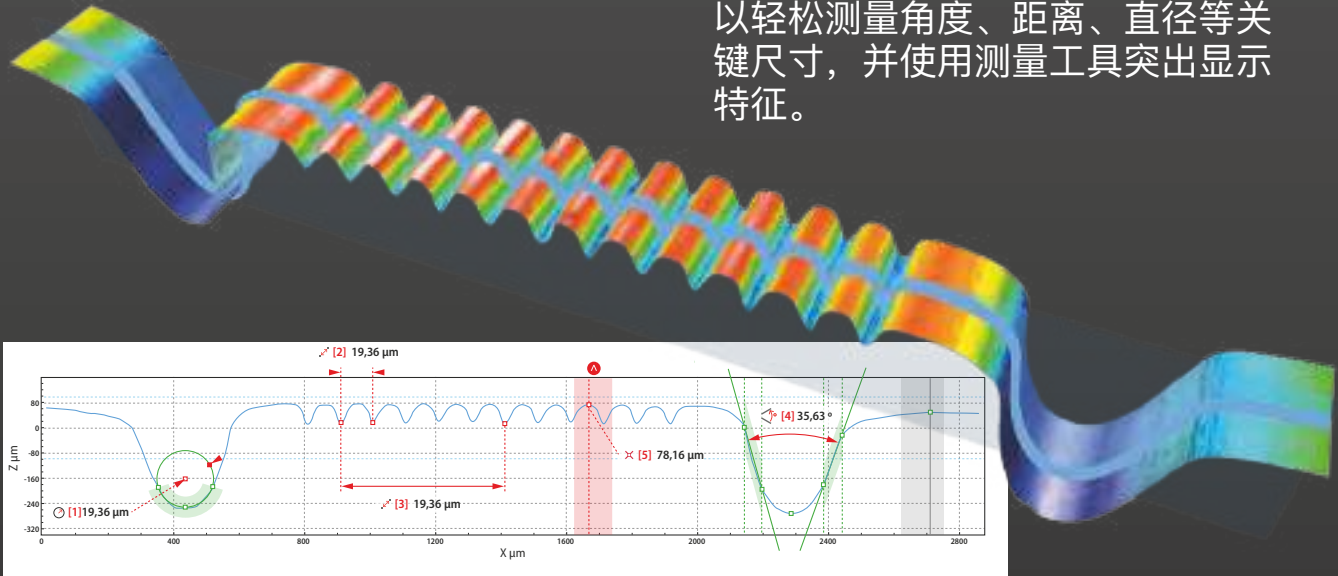 以轻松测量角度、距离、直径等关
键尺寸，并使用测量工具突出显示
特征。
[2] 19,36 µm
Λ
80
0
-80
-160
-240
-320
Z µm
[4] 35,63 °
[5] 78,16 µm
[3] 19,36 µm
[1]19,36 µm
0 400 800 1200 1600 2000 2400 2800
X µm